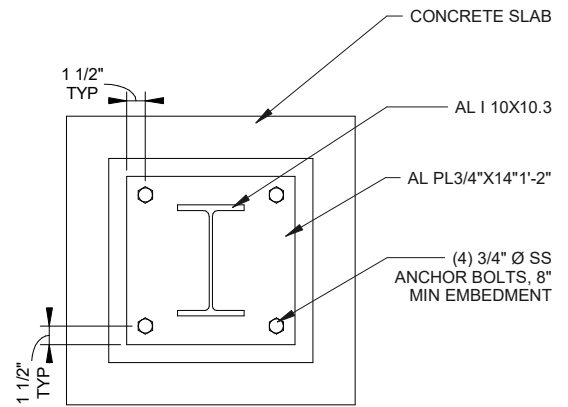 CONCRETE SLAB
1 1/2"
TYP
AL I 10X10.3
AL PL3/4"X14"1'-2"
(4) 3/4" Ø SS
ANCHOR BOLTS, 8"
MIN EMBEDMENT
1 1/2"
TYP